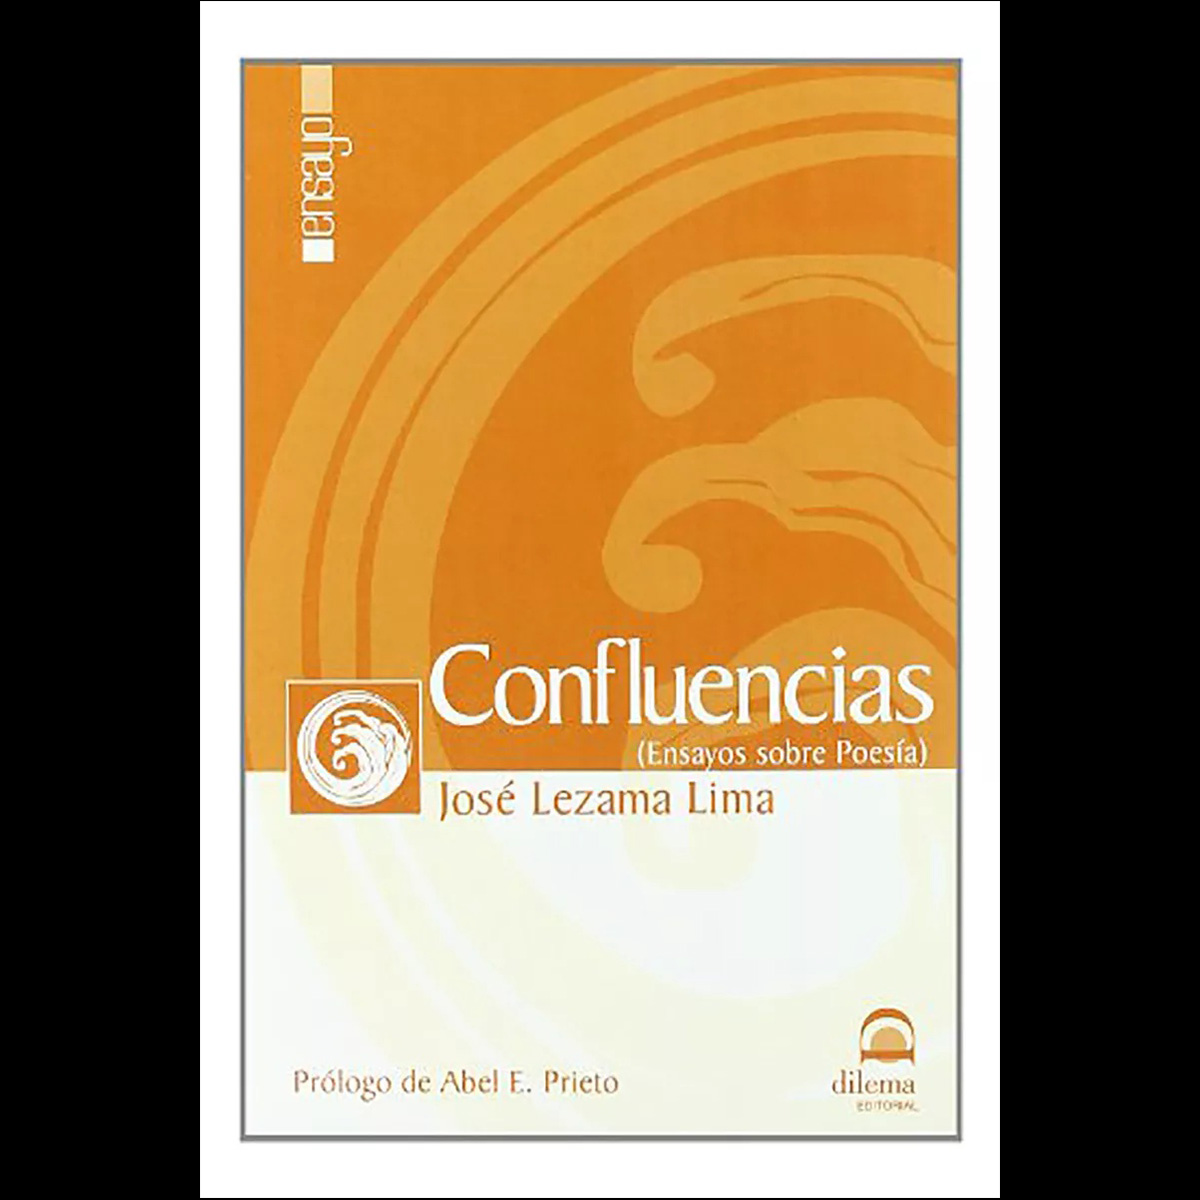 ensayo
Confluencias
(Ensayos sobre Poesía)
José Lezama Lima
Prólogo de Abel E. Prieto
dilema
EDITORIAL